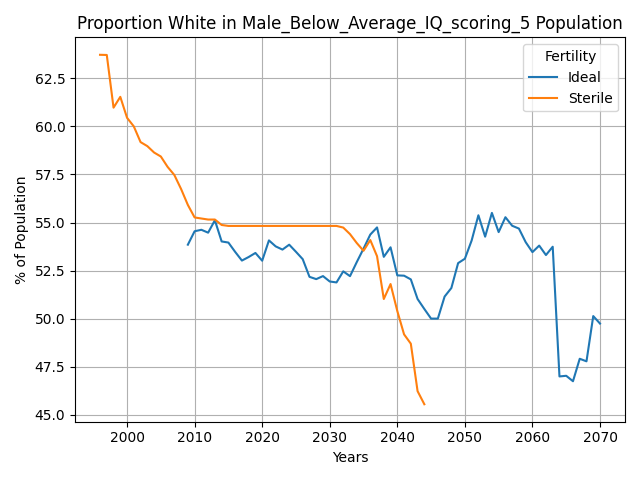 Proportion White in Male_Below_Average_IQ_scoring_5 Population
Fertility
Ideal
Sterile
% of Population
62.5
60.0
57.5
55.0
52.5
50.0
47.5
45.0
2000 2010 2020 2030 2040 2050 2060 2070
Years